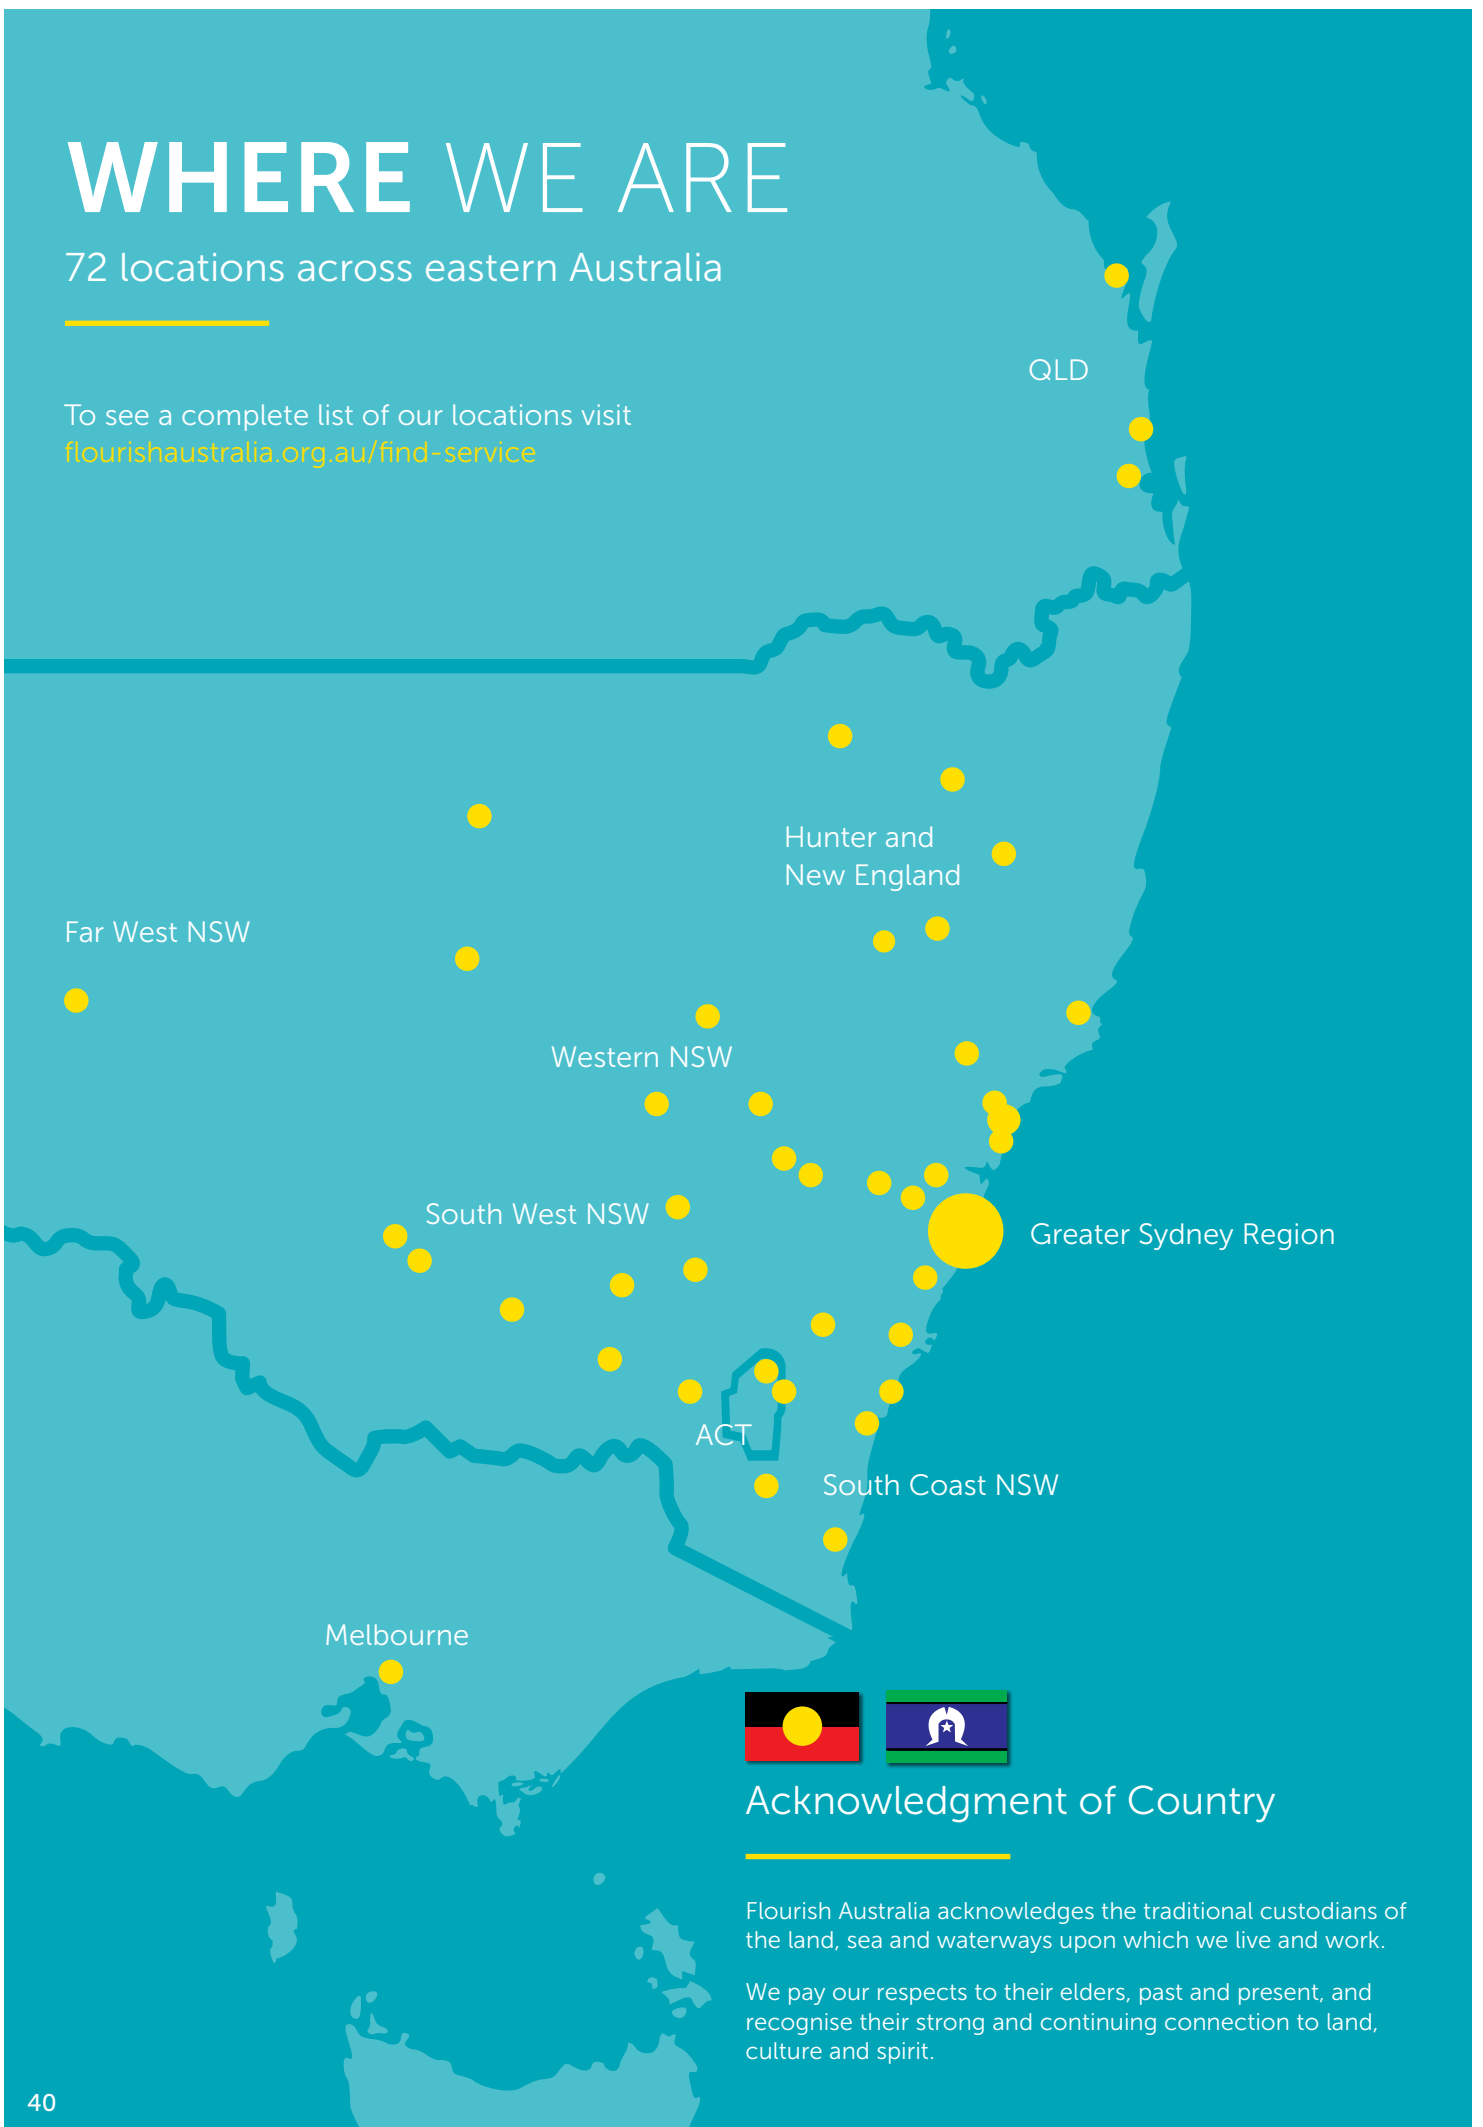 WHERE WE ARE
72 locations across eastern Australia
To see a complete list of our locations visit
flourishaustralia.org.au/find-service
QLD
Hunter and
New England
Far West NSW
Western NSW
South West NSW
Greater Sydney Region
ACT
South Coast NSW
Melbourne
Acknowledgment of Country
Flourish Australia acknowledges the traditional custodians of
the land, sea and waterways upon which we live and work.
We pay our respects to their elders, past and present, and
recognise their strong and continuing connection to land,
culture and spirit.
40